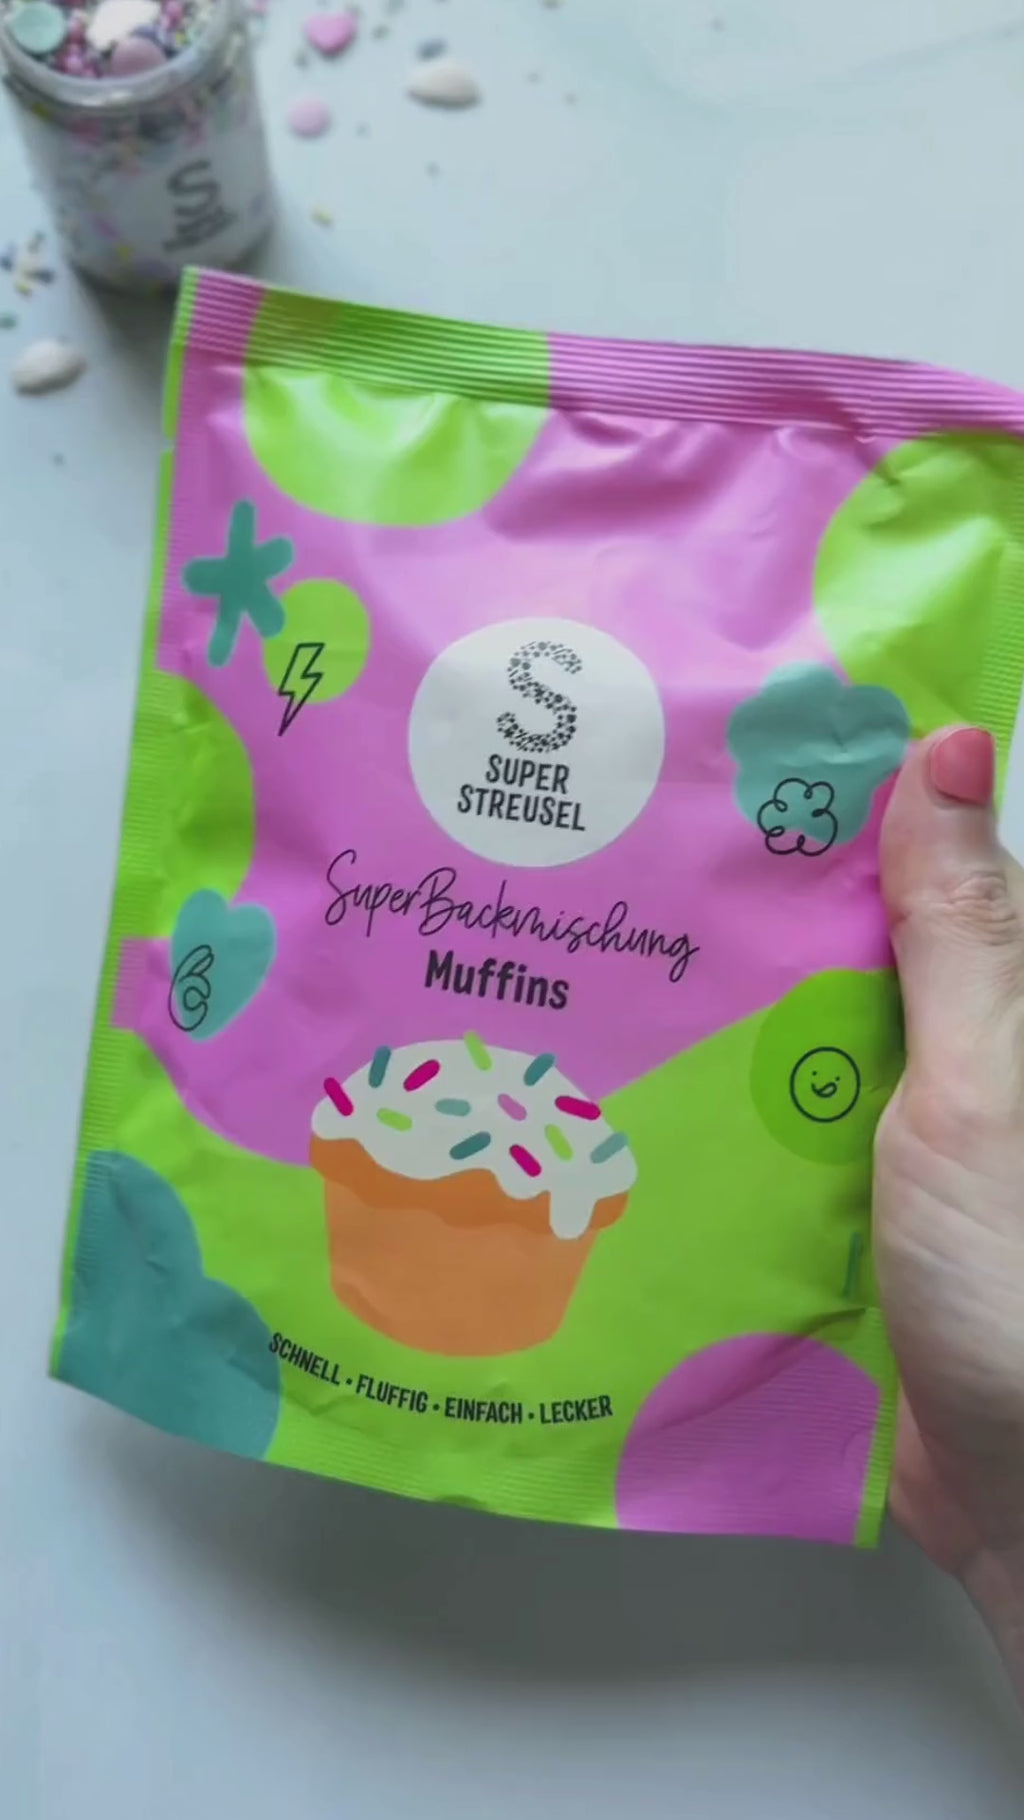 S
SUPER
STREUSEL
SuperBackmischung
Muffins
SCHNELL • FLUFFIG • EINFACH • LECKER